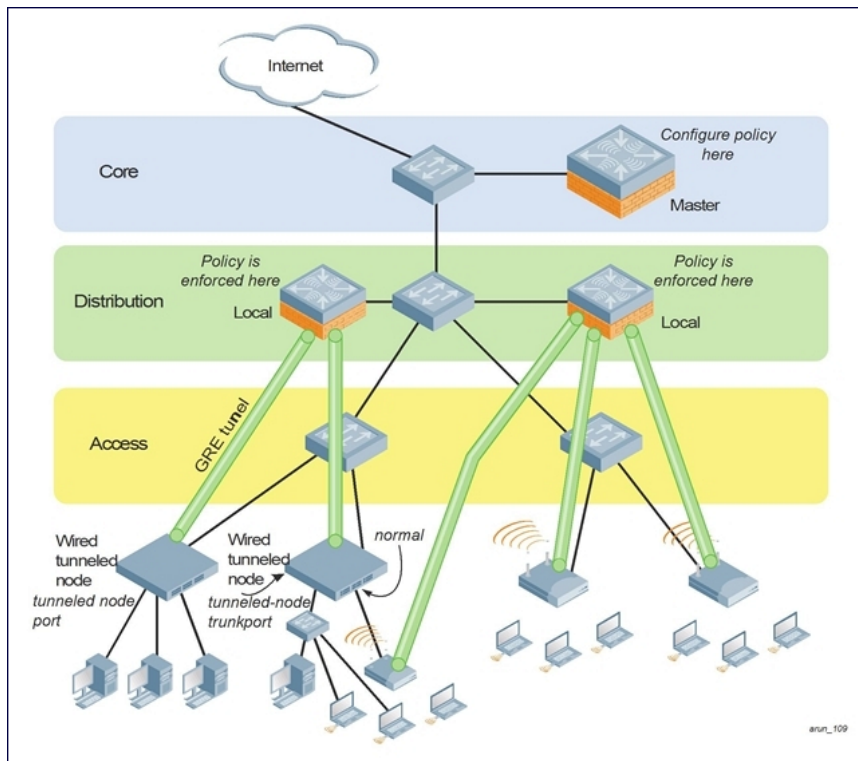 Internet
Core
Configure policy
here
Master
Policy is
enforced here
Policy is
enforced here
Distribution
Local
Local
Access
GRE tunnel
Wired
tunneled
node
tunneled node
port
Wired
tunneled
node
tunneled-node
trunkport
normal
arun_109